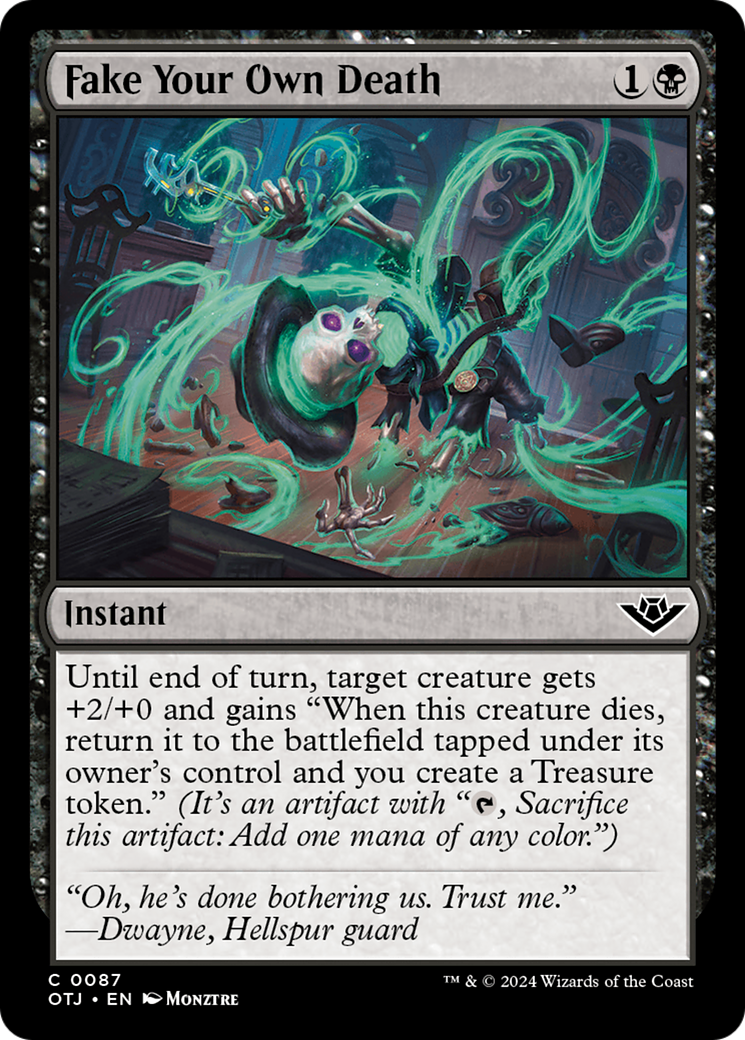 Fake Your Own Death 1
Instant
Until end of turn, target creature gets
+2/+0 and gains “When this creature dies,
return it to the battlefield tapped under its
owner’s control and you create a Treasure
token.” (It’s an artifact with “, Sacrifice
this artifact: Add one mana of any color.”)
“Oh, he’s done bothering us. Trust me.”
—Dwayne, Hellspur guard
C 0087
OTJ • EN Monztre
™ & © 2024 Wizards of the Coast